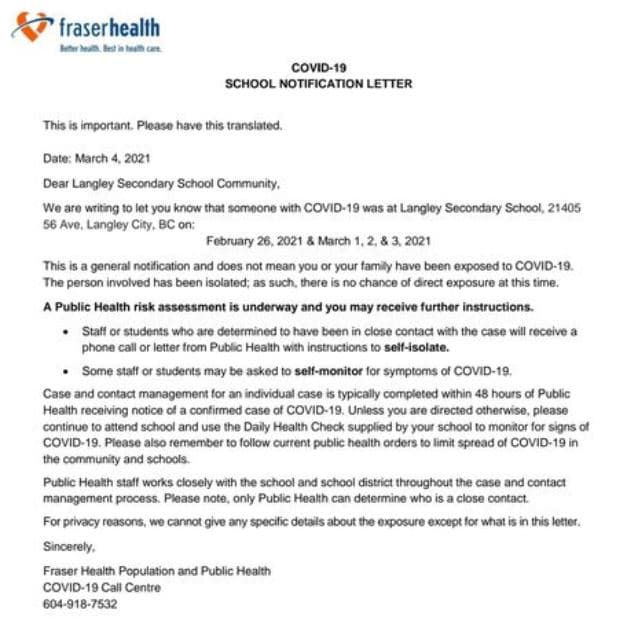 fraserhealth
Better health. Best in health care.
COVID-19
SCHOOL NOTIFICATION LETTER
This is important. Please have this translated.
Date: March 4, 2021
Dear Langley Secondary School Community,
We are writing to let you know that someone with COVID-19 was at Langley Secondary School, 21405
56 Ave, Langley City, BC on:
February 26, 2021 & March 1, 2, & 3, 2021
This is a general notification and does not mean you or your family have been exposed to COVID-19.
The person involved has been isolated; as such, there is no chance of direct exposure at this time.
A Public Health risk assessment is underway and you may receive further instructions.
• Staff or students who are determined to have been in close contact with the case will receive a
phone call or letter from Public Health with instructions to self-isolate.
• Some staff or students may be asked to self-monitor for symptoms of COVID-19.
Case and contact management for an individual case is typically completed within 48 hours of Public
Health receiving notice of a confirmed case of COVID-19. Unless you are directed otherwise, please
continue to attend school and use the Daily Health Check supplied by your school to monitor for signs of
COVID-19. Please also remember to follow current public health orders to limit spread of COVID-19 in
the community and schools.
Public Health staff works closely with the school and school district throughout the case and contact
management process. Please note, only Public Health can determine who is a close contact.
For privacy reasons, we cannot give any specific details about the exposure except for what is in this letter.
Sincerely,
Fraser Health Population and Public Health
COVID-19 Call Centre
604-918-7532